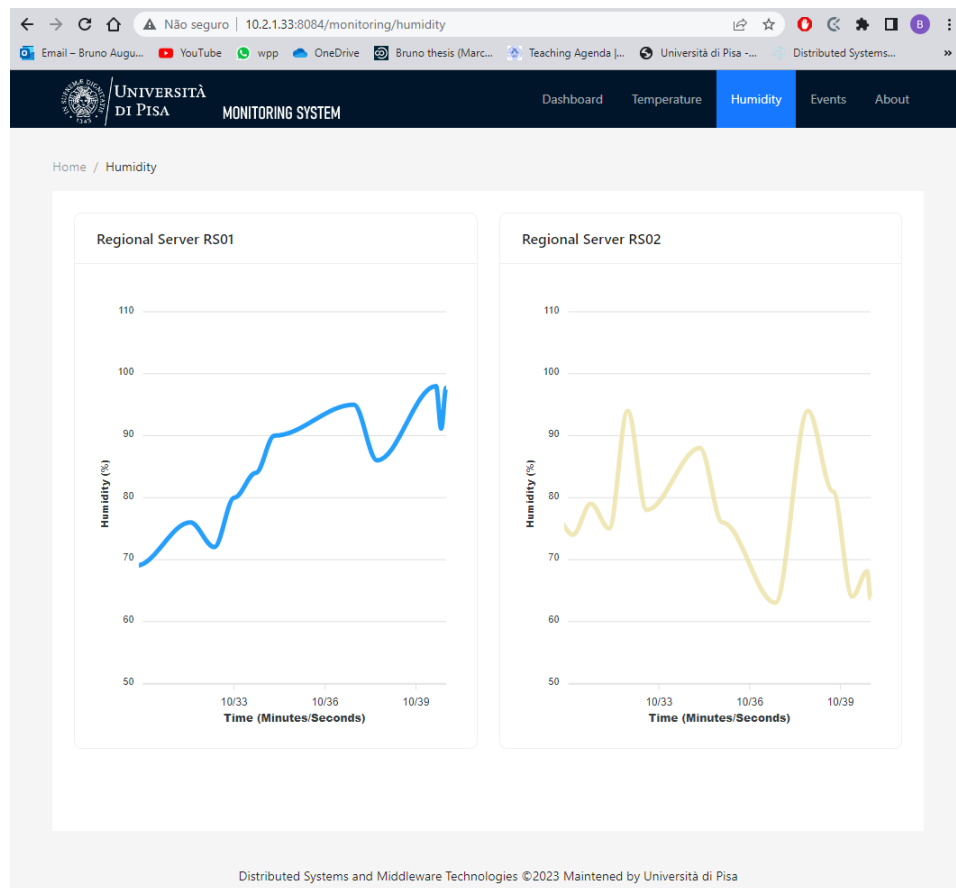 Não seguro | 10.2.1.33:8084/monitoring/humidity B
Email – Bruno Augu... YouTube wpp OneDrive Bruno thesis (Marc... Teaching Agenda |... Università di Pisa -... Distributed Systems... »
UNIVERSITÀ
DI PISA MONITORING SYSTEM Dashboard Temperature Humidity Events About
Home / Humidity
Regional Server RS01
110
100
90
80
70
60
50
Humidity (%)
10/33 10/36 10/39
Time (Minutes/Seconds)
Regional Server RS02
110
100
90
80
70
60
50
Humidity (%)
10/33 10/36 10/39
Time (Minutes/Seconds)
Distributed Systems and Middleware Technologies ©2023 Maintened by Università di Pisa